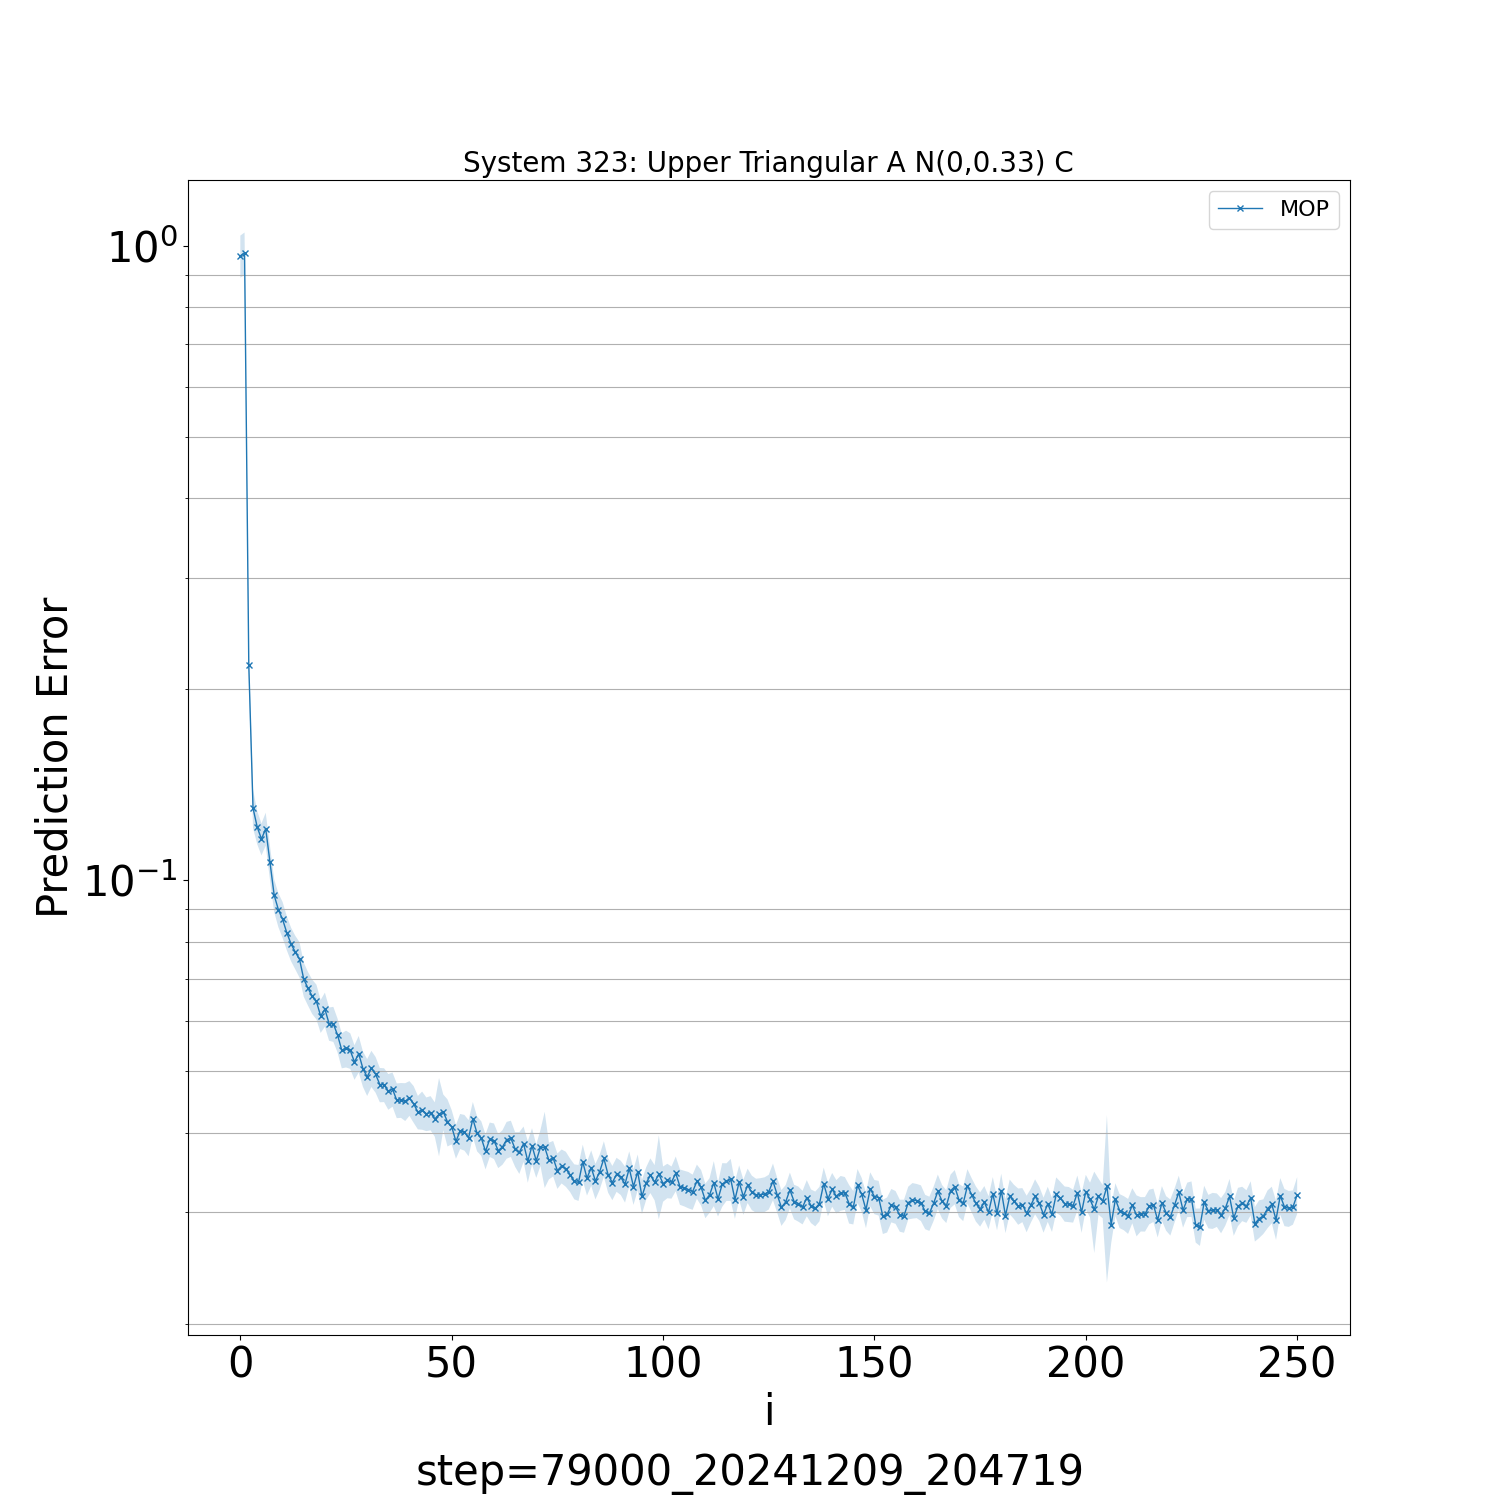 System 323: Upper Triangular A N(0,0.33) C
MOP
10⁰
10⁻¹
Prediction Error
0 50 100 150 200 250
i
step=79000_20241209_204719